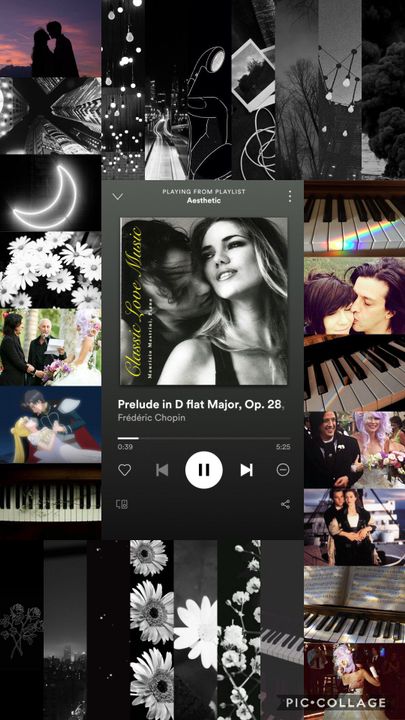 PLAYING FROM PLAYLIST
Aesthetic
Classic Love Music
Maurizio Mastrini, Piano
Prelude in D flat Major, Op. 28,
Frédéric Chopin
0:39
5:25
PIC•COLLAGE